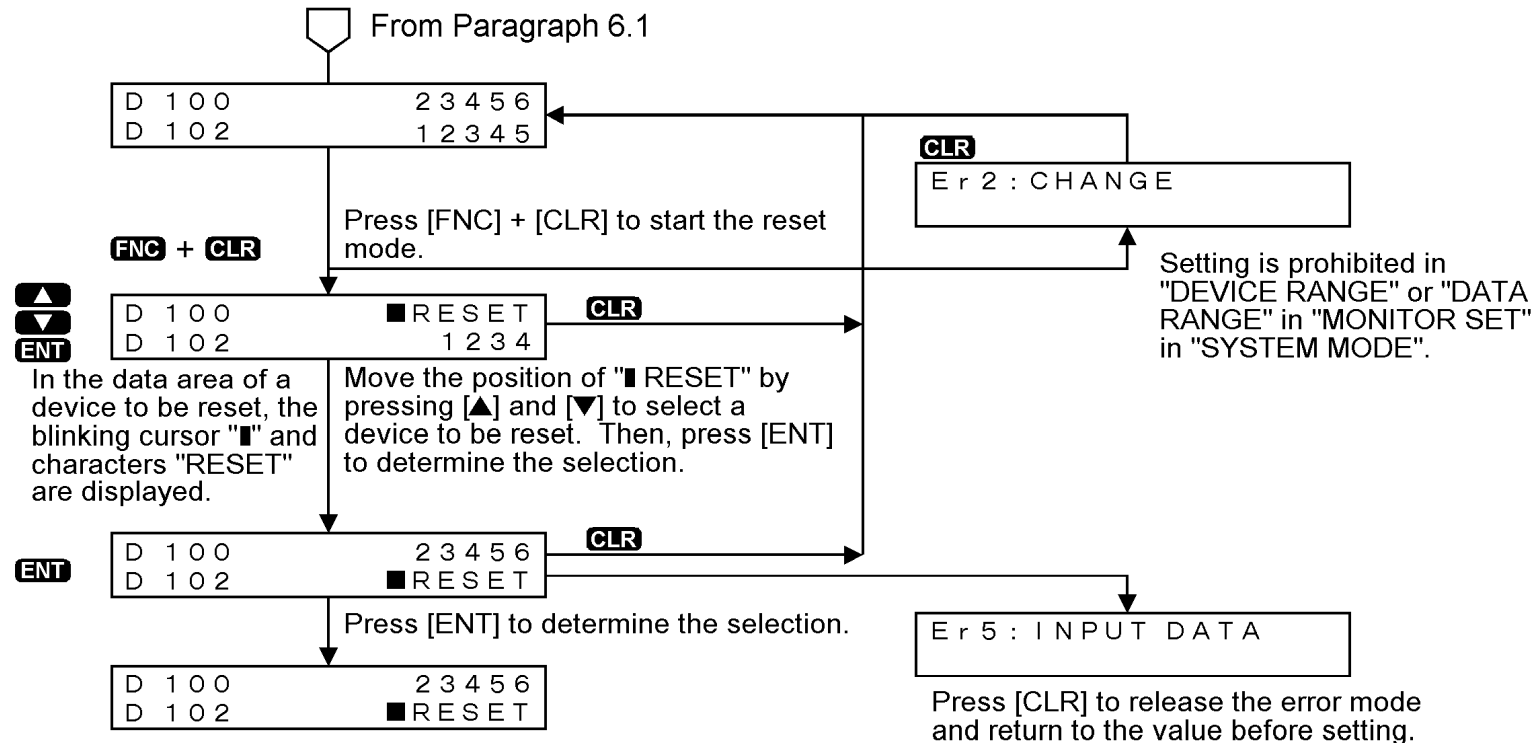 From Paragraph 6.1
D 100 23456
D 102 12345
CLR
Er2:CHANGE
Press [FNC] + [CLR] to start the reset
mode.
FNC + CLR
Setting is prohibited in
"DEVICE RANGE" or "DATA
RANGE" in "MONITOR SET"
in "SYSTEM MODE".
▲
▼
ENT
D 100 ■RESET
D 102 1234
CLR
In the data area of a
device to be reset, the
blinking cursor "▮" and
characters "RESET"
are displayed.
Move the position of "▮ RESET" by
pressing [▲] and [▼] to select a
device to be reset. Then, press [ENT]
to determine the selection.
ENT
D 100 23456
D 102 ■RESET
CLR
Press [ENT] to determine the selection.
Er5:INPUT DATA
Press [CLR] to release the error mode
and return to the value before setting.
D 100 23456
D 102 ■RESET